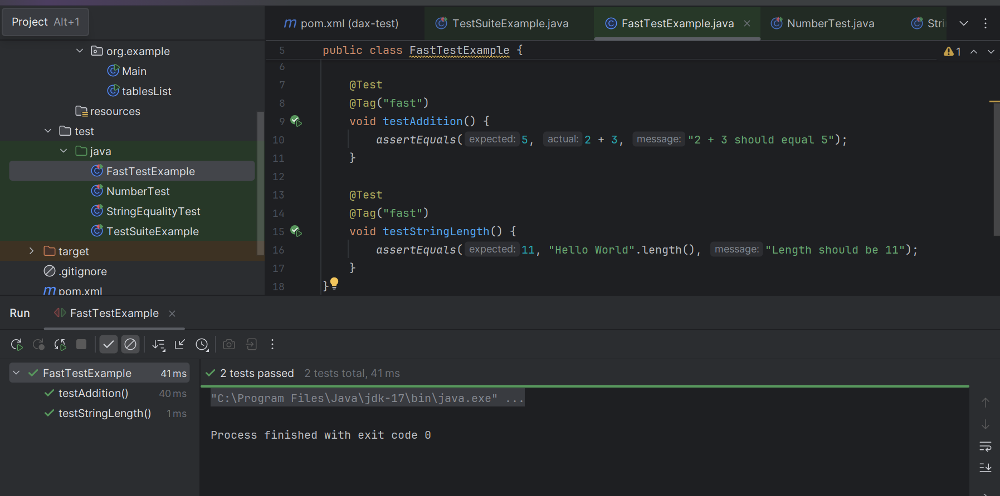 Project Alt+1
pom.xml (dax-test)
TestSuiteExample.java
FastTestExample.java
NumberTest.java
Stri
org.example
Main
tablesList
resources
test
java
FastTestExample
NumberTest
StringEqualityTest
TestSuiteExample
target
.gitignore
pom.xml
5 public class FastTestExample {
1
6
7 @Test
8 @Tag("fast")
9 void testAddition() {
10 assertEquals( expected: 5, actual: 2 + 3, message: "2 + 3 should equal 5");
11 }
12
13 @Test
14 @Tag("fast")
15 void testStringLength() {
16 assertEquals( expected: 11, "Hello World".length(), message: "Length should be 11");
17 }
18 }
Run FastTestExample
FastTestExample 41 ms
testAddition() 40 ms
testStringLength() 1 ms
2 tests passed 2 tests total, 41 ms
"C:\Program Files\Java\jdk-17\bin\java.exe" ...
Process finished with exit code 0